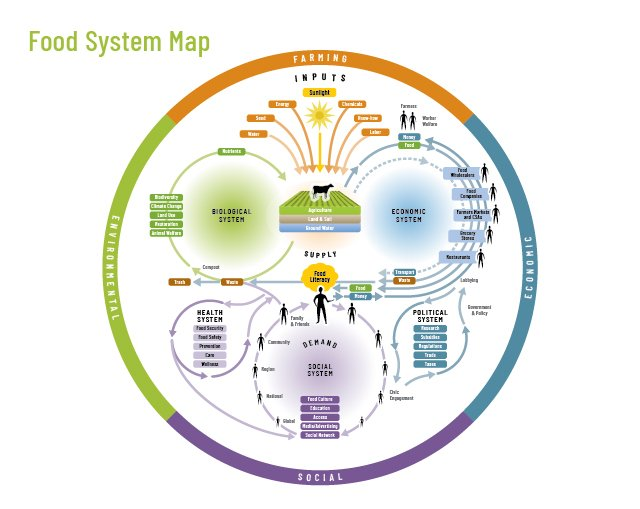 Food System Map
FARMING
INPUTS
Sunlight
Energy
Chemicals
Seed
Know-how
Water
Labor
Farmers
Worker
Welfare
Money
Food
Nutrients
Food
Wholesalers
Food
Companies
Farmers Markets
and CSAs
Grocery
Stores
Restaurants
Biodiversity
Climate Change
Land Use
Restoration
Animal Welfare
BIOLOGICAL
SYSTEM
Agriculture
Land & Soil
Ground Water
ECONOMIC
SYSTEM
ENVIRONMENTAL
ECONOMIC
SUPPLY
Compost
Trash
Waste
Food
Literacy
Transport
Waste
Food
Money
Lobbying
Government
& Policy
HEALTH
SYSTEM
Food Security
Food Safety
Prevention
Care
Wellness
Family
& Friends
Community
Region
National
Global
DEMAND
SOCIAL
SYSTEM
Food Culture
Education
Access
Media/Advertising
Social Network
POLITICAL
SYSTEM
Research
Subsidies
Regulations
Trade
Taxes
Civic
Engagement
SOCIAL